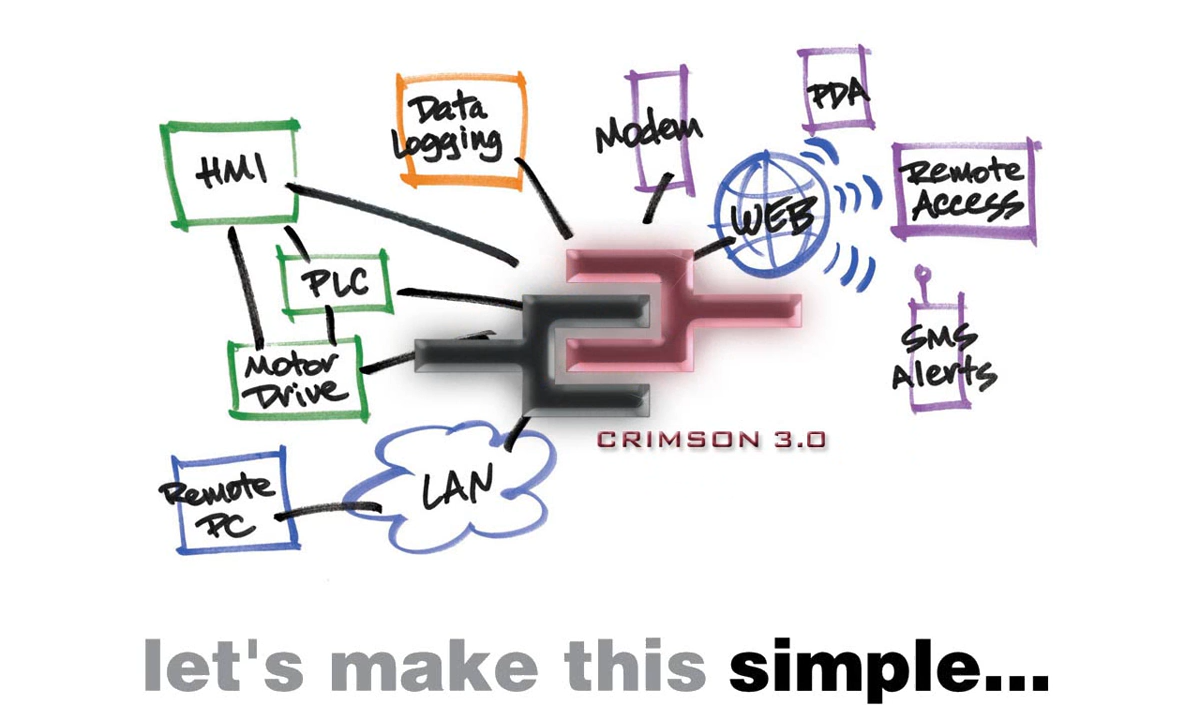 PDA
Data
Logging
Modem
HMI
Remote
Access
WEB
PLC
SMS
Alerts
Motor
Drive
CRIMSON 3.0
LAN
Remote
PC
let's make this simple...